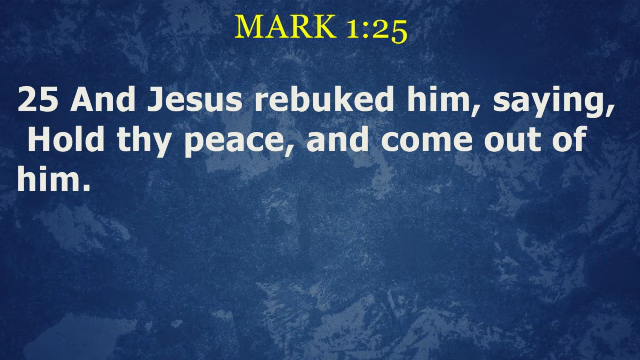 MARK 1:25
25 And Jesus rebuked him, saying,
Hold thy peace, and come out of
him.